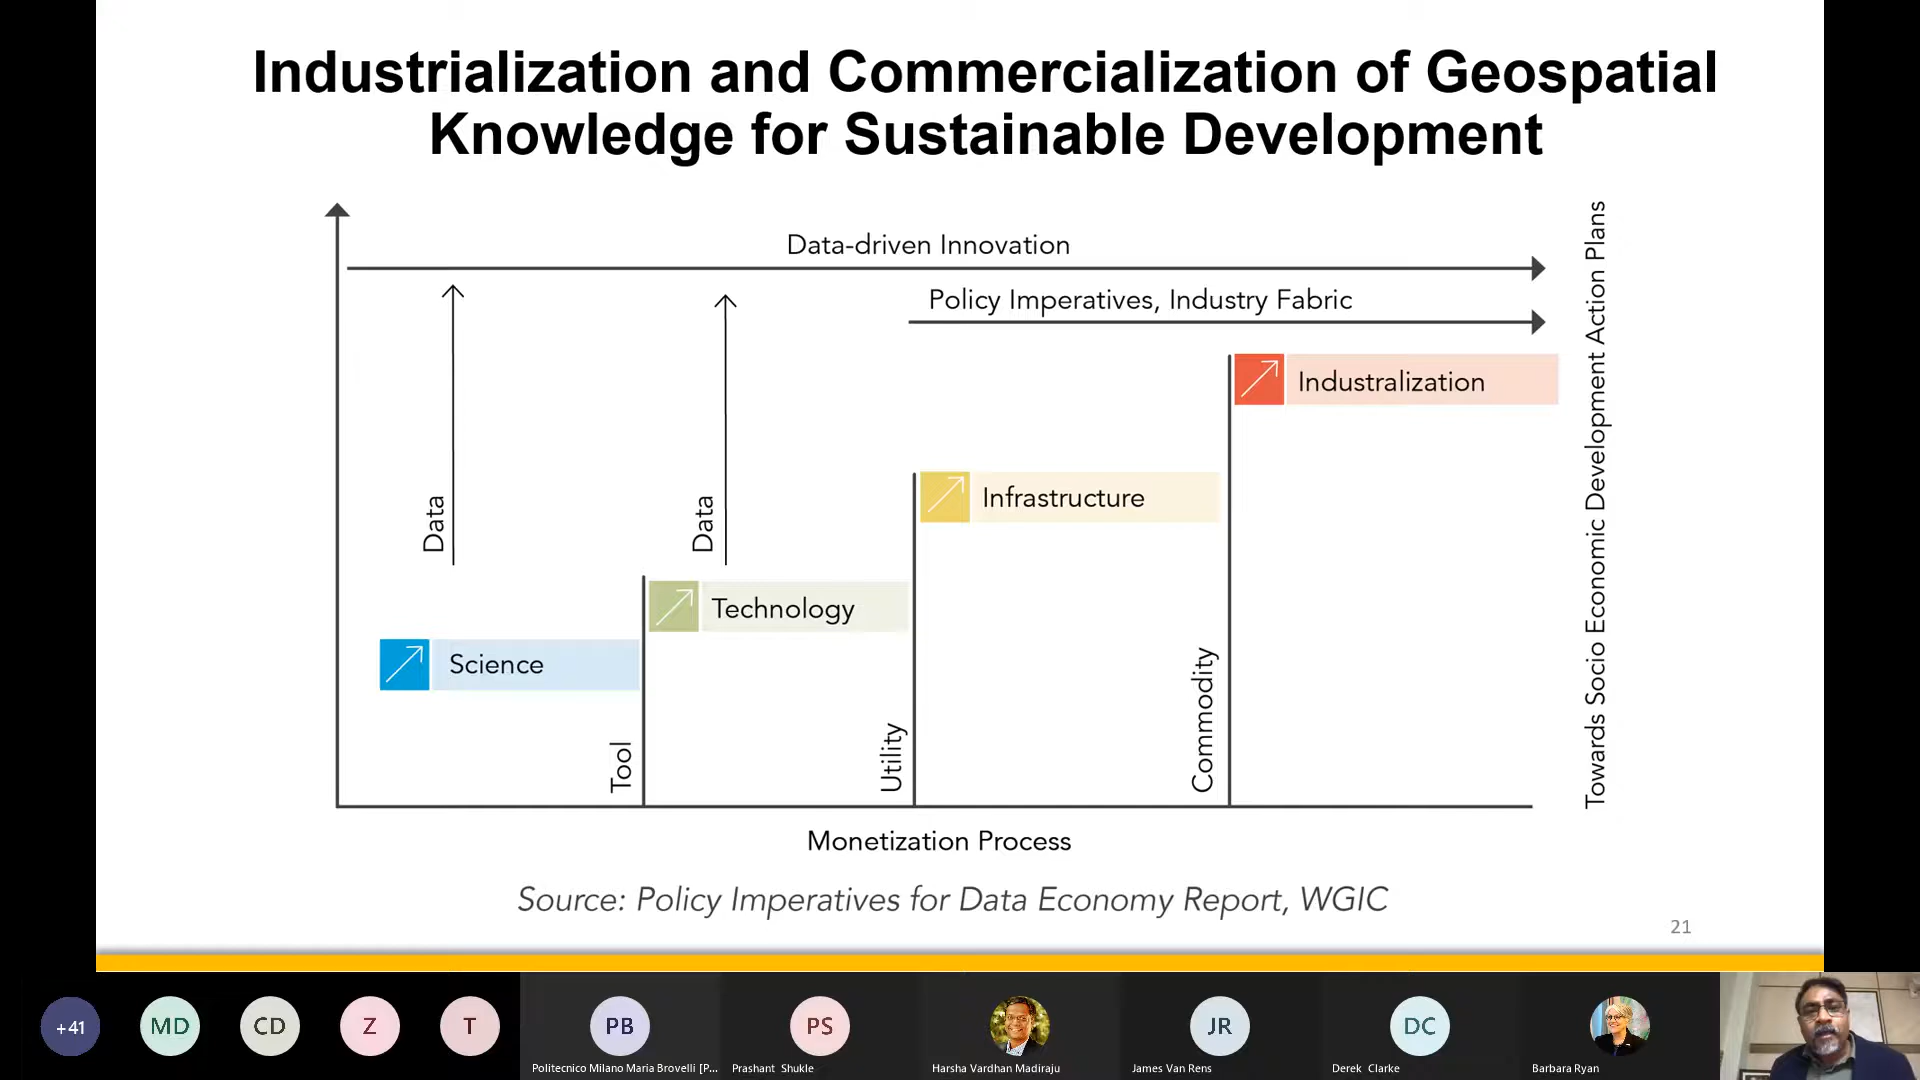 Industrialization and Commercialization of Geospatial
Knowledge for Sustainable Development
Data-driven Innovation
Policy Imperatives, Industry Fabric
Industralization
Infrastructure
Data
Data
Technology
Science
Tool
Utility
Commodity
Towards Socio Economic Development Action Plans
Monetization Process
Source: Policy Imperatives for Data Economy Report, WGIC
21
+41
MD
CD
Z
T
PB
PS
JR
DC
Politecnico Milano Maria Brovelli [P...
Prashant Shukle
Harsha Vardhan Madiraju
James Van Rens
Derek Clarke
Barbara Ryan